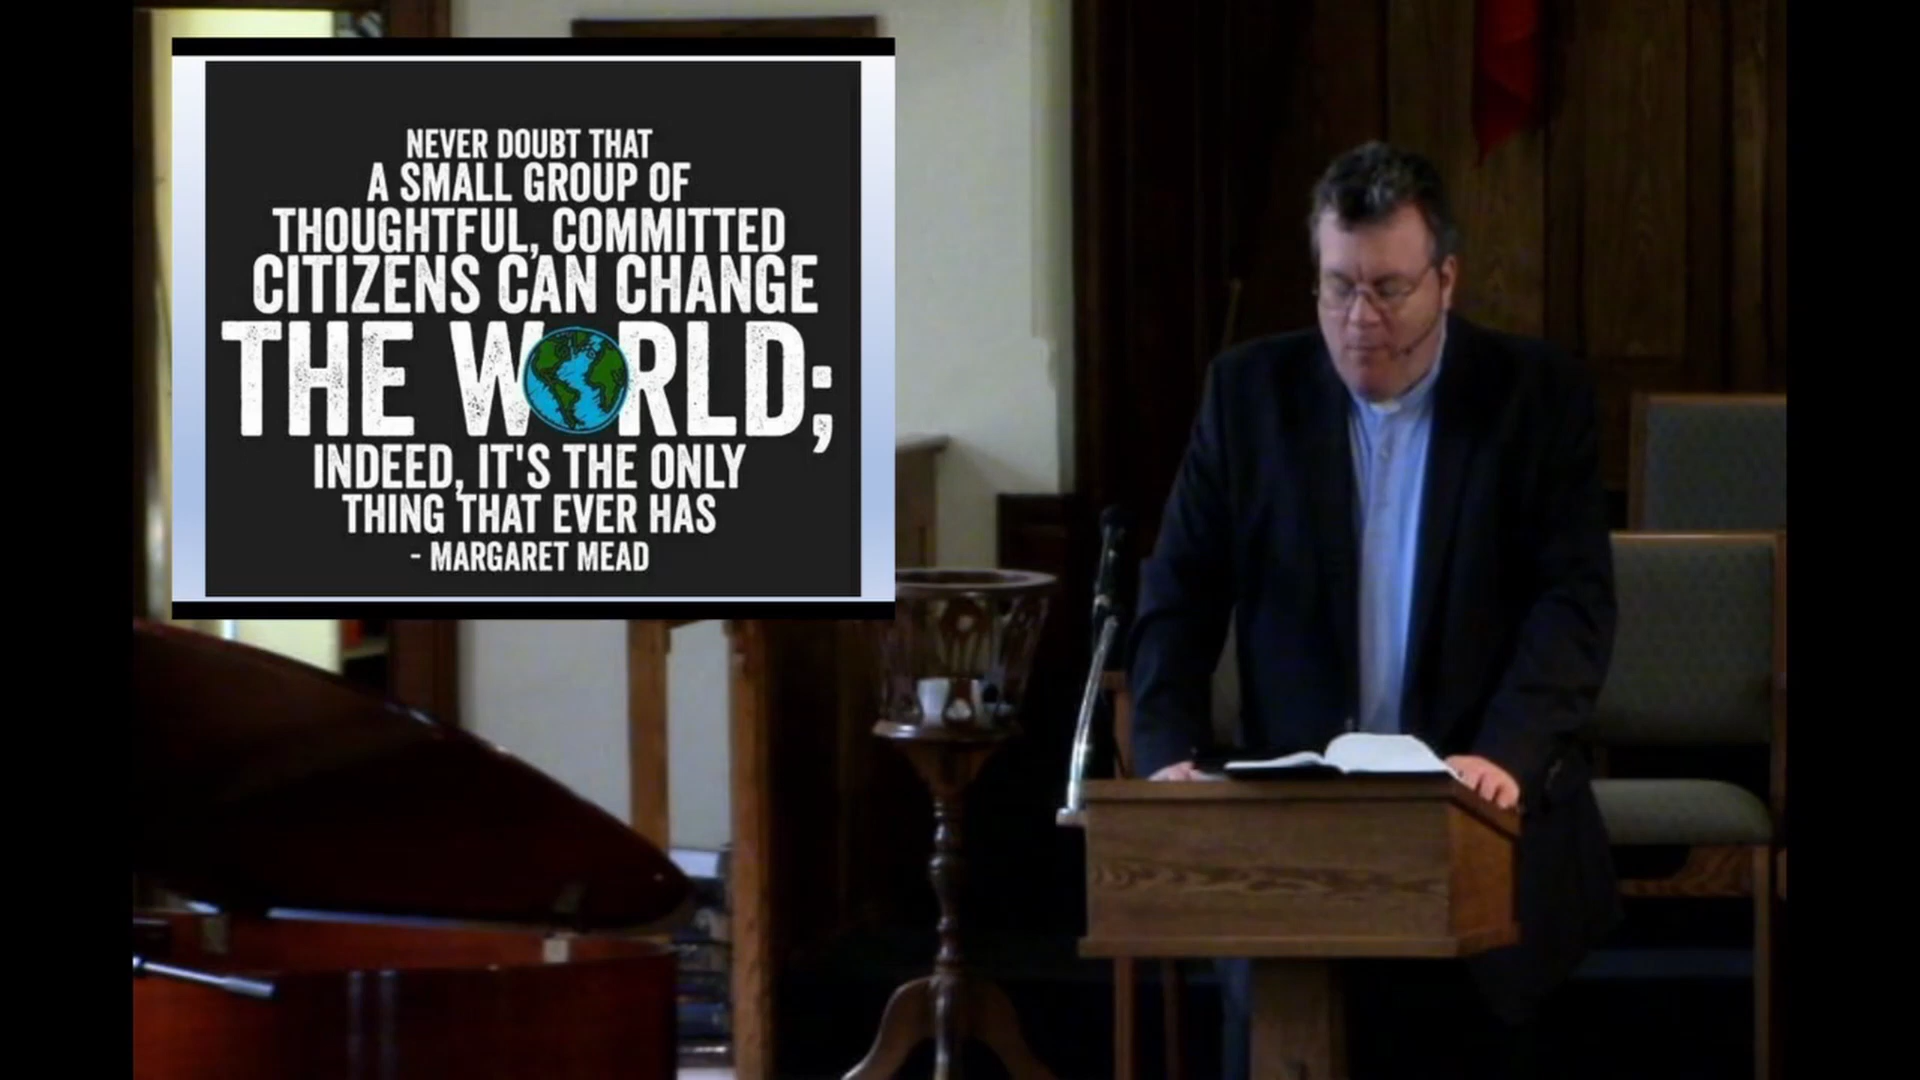 NEVER DOUBT THAT
A SMALL GROUP OF
THOUGHTFUL, COMMITTED
CITIZENS CAN CHANGE
THE WORLD;
INDEED, IT'S THE ONLY
THING THAT EVER HAS
- MARGARET MEAD